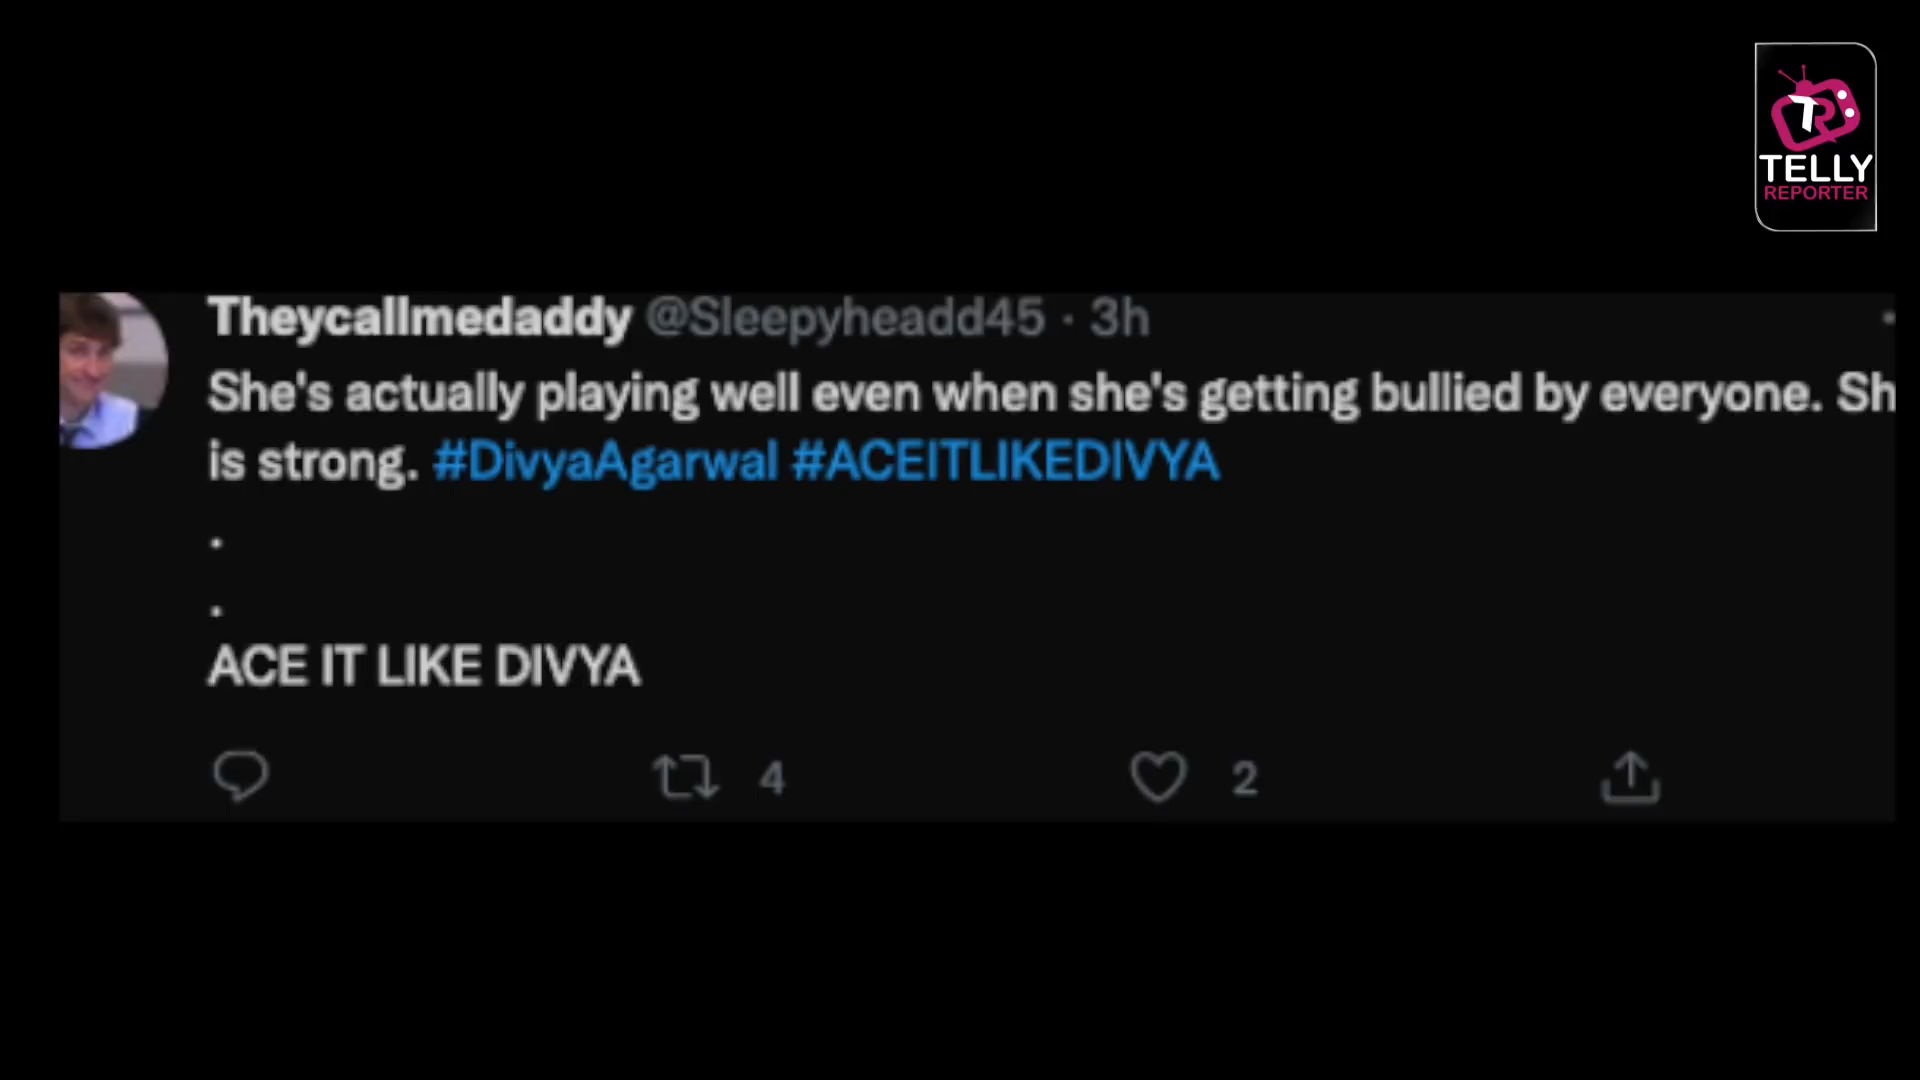 TR
TELLY
REPORTER
Theycallmedaddy @Sleepyheadd45 · 3h
She's actually playing well even when she's getting bullied by everyone. Sh
is strong. #DivyaAgarwal #ACEITLIKEDIVYA
.
.
ACE IT LIKE DIVYA
4 2